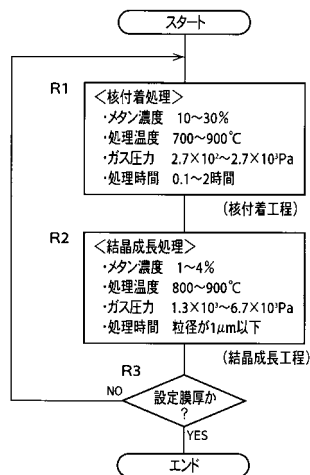 スタート
R1
＜核付着処理＞
・メタン濃度 10～30%
・処理温度 700～900℃
・ガス圧力 2.7×10²～2.7×10³Pa
・処理時間 0.1～2時間
(核付着工程)
R2
＜結晶成長処理＞
・メタン濃度 1～4%
・処理温度 800～900℃
・ガス圧力 1.3×10³～6.7×10³Pa
・処理時間 粒径が1μm以下
(結晶成長工程)
R3
NO
設定膜厚か
?
YES
エンド